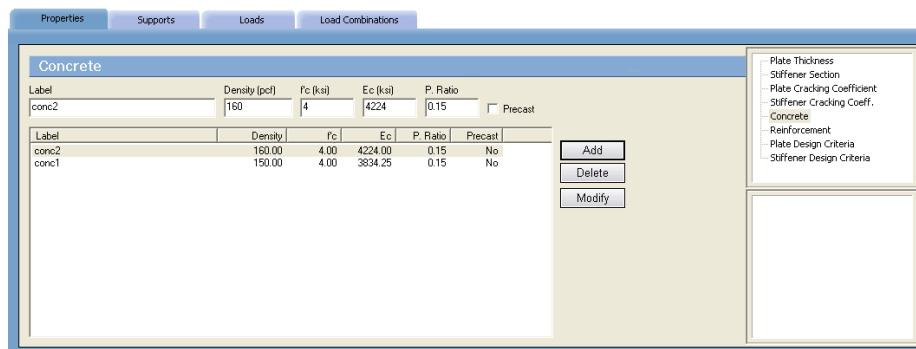 Properties Supports Loads Load Combinations
Concrete
Label Density (pcf) f'c (ksi) Ec (ksi) P. Ratio
conc2 160 4 4224 0.15 Precast
Label Density f'c Ec P. Ratio Precast
conc2 160.00 4.00 4224.00 0.15 No
conc1 150.00 4.00 3834.25 0.15 No
Add
Delete
Modify
Plate Thickness
Stiffener Section
Plate Cracking Coefficient
Stiffener Cracking Coeff.
Concrete
Reinforcement
Plate Design Criteria
Stiffener Design Criteria